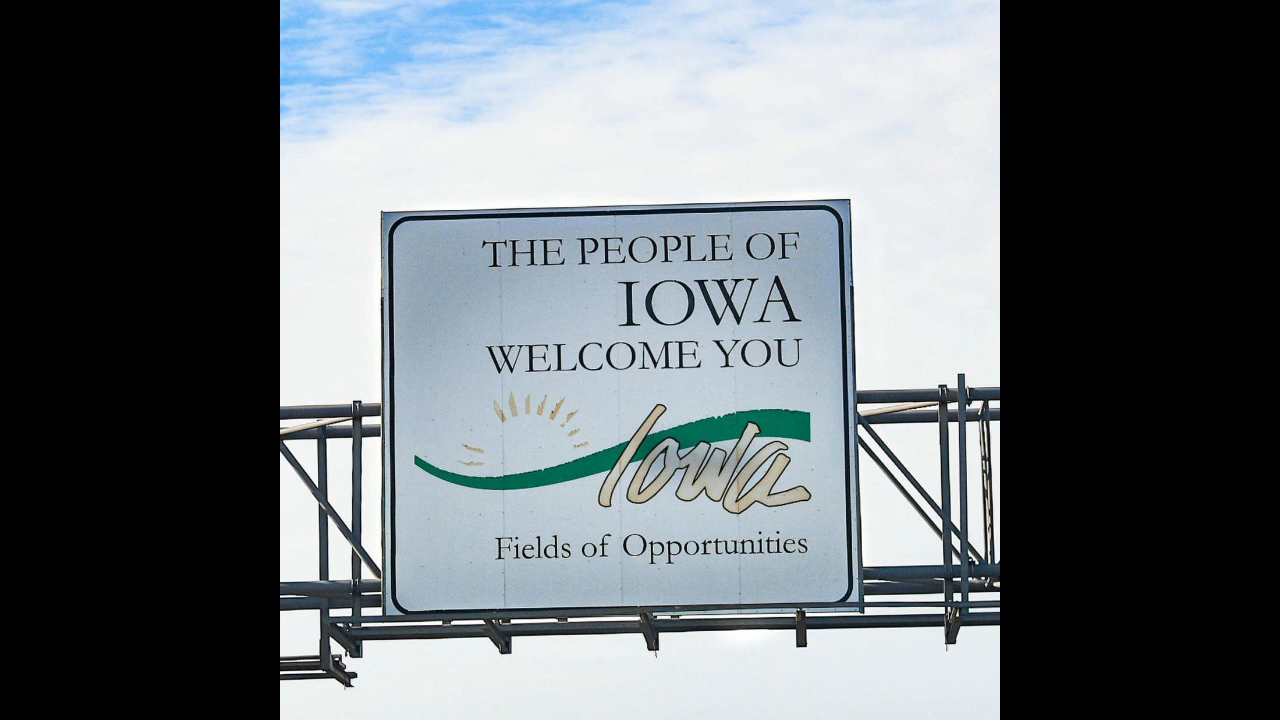 THE PEOPLE OF
IOWA
WELCOME YOU
Iowa
Fields of Opportunities